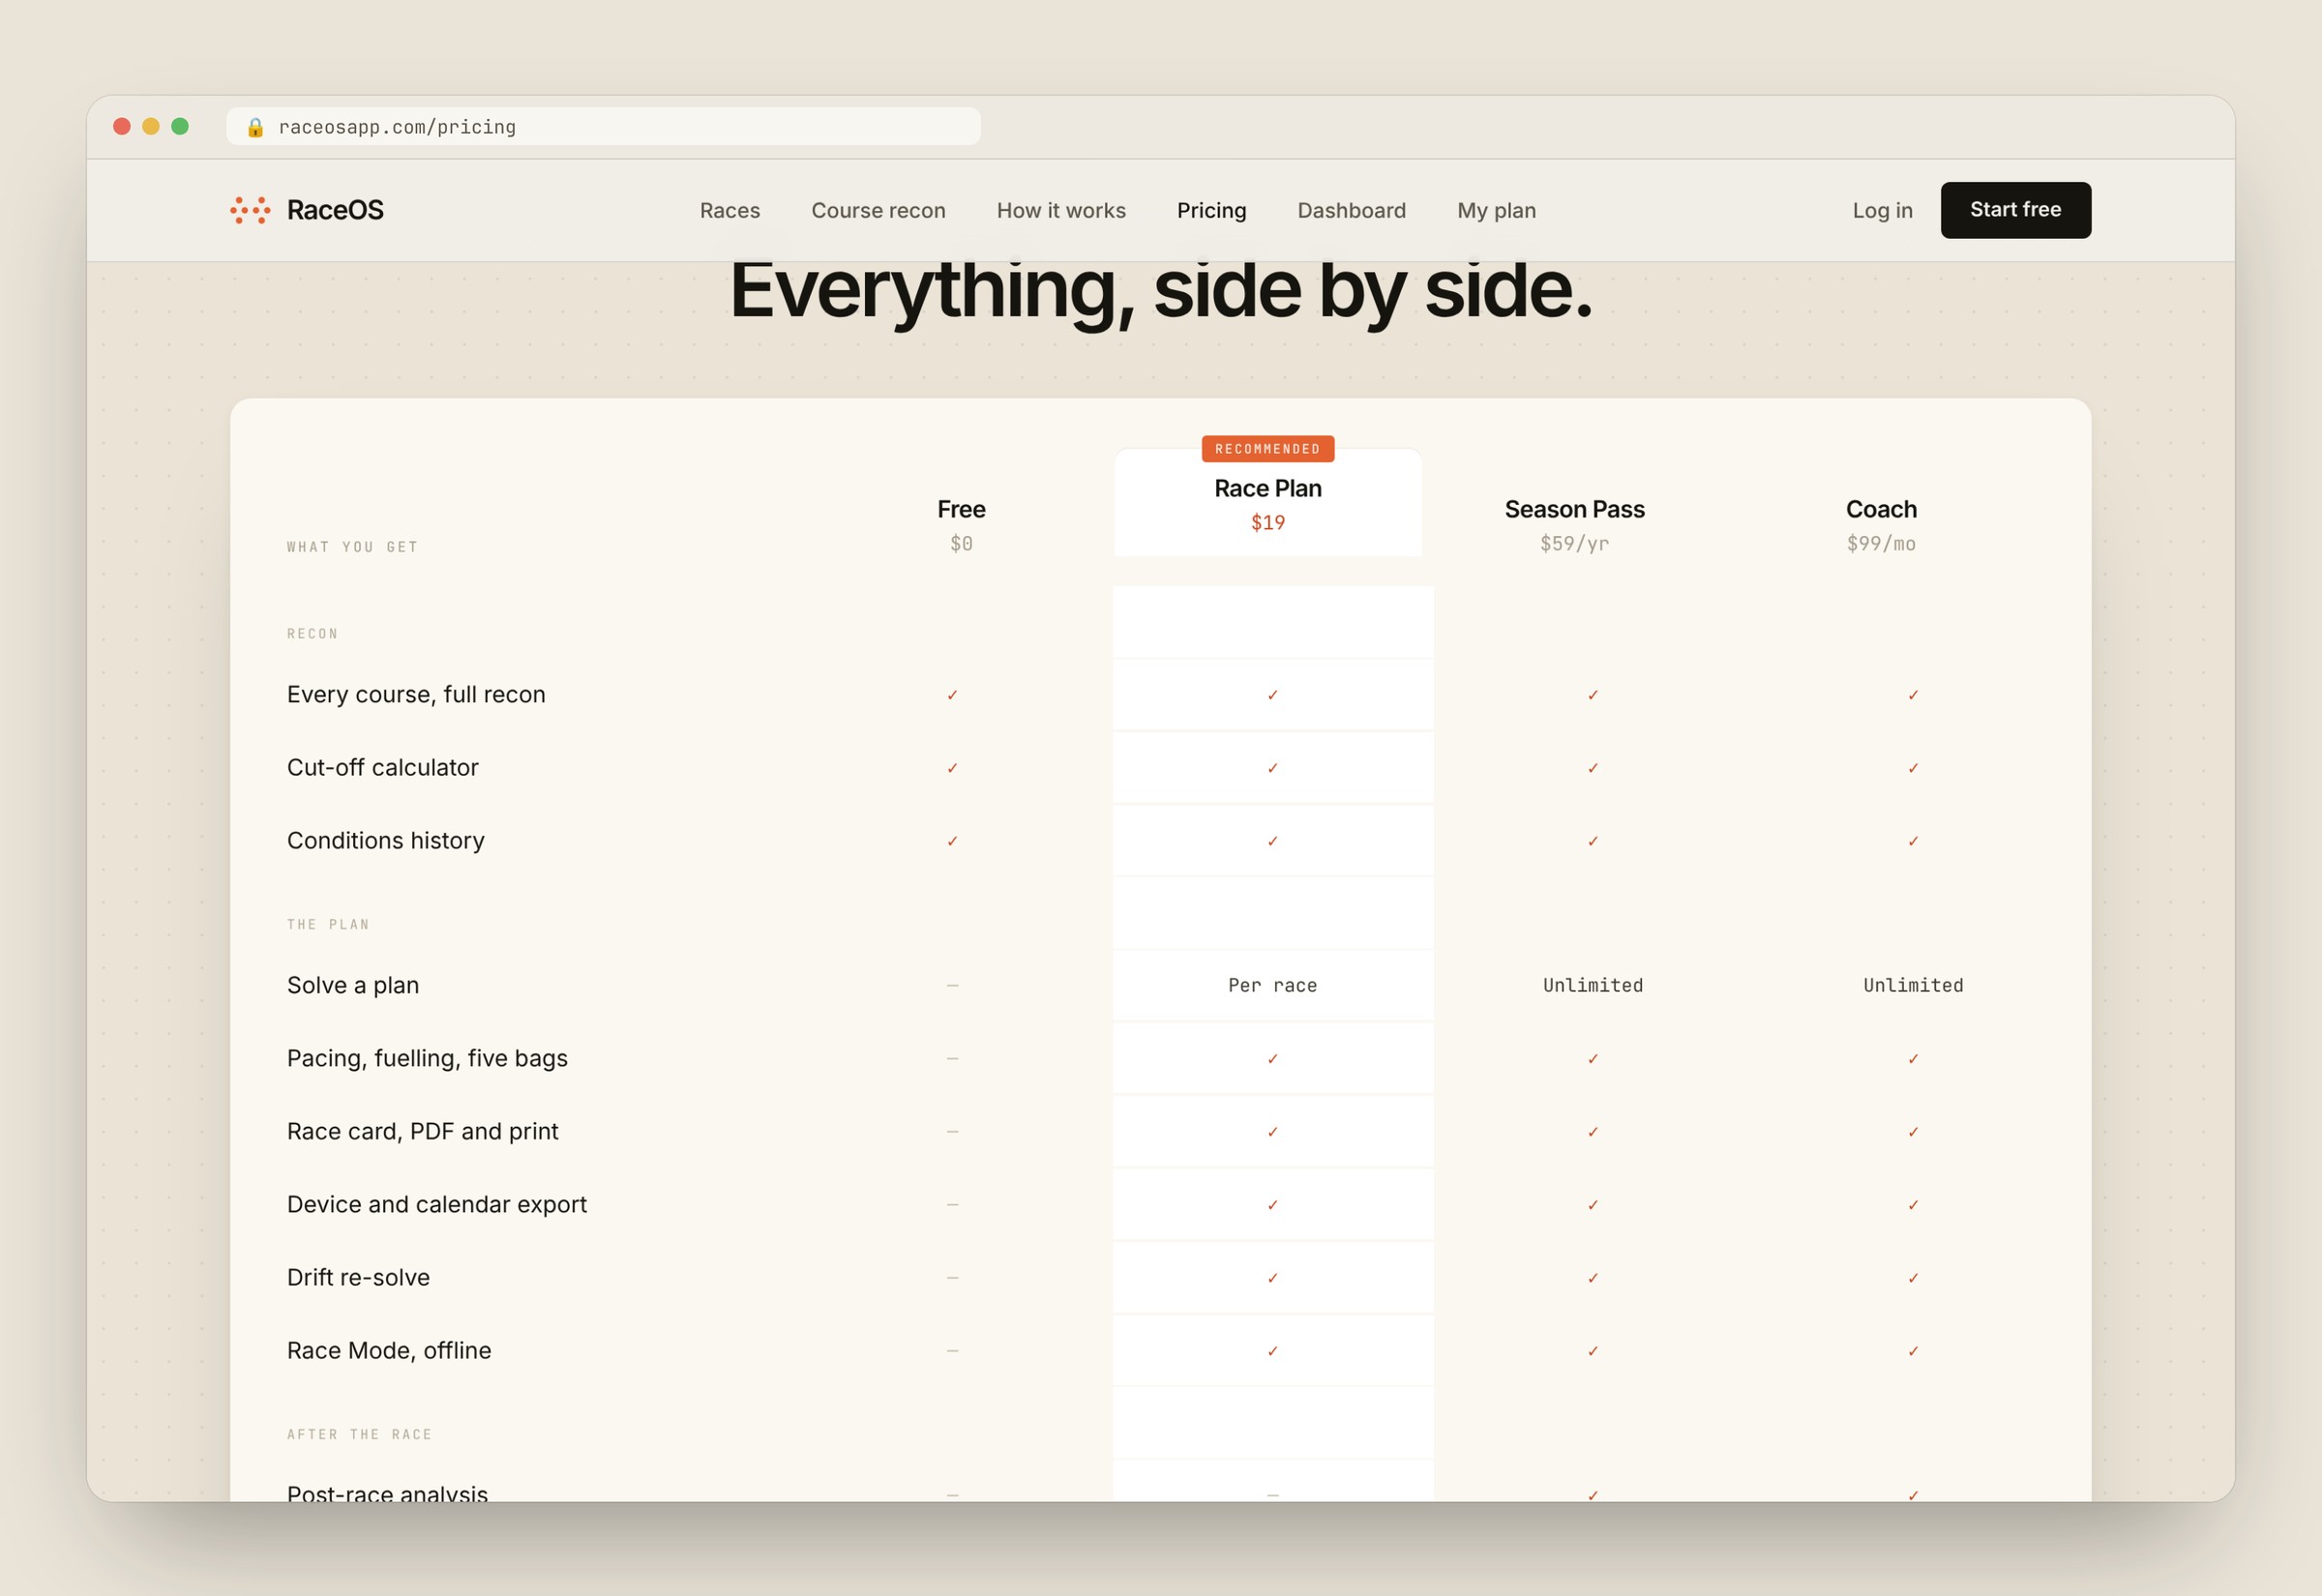 raceosapp.com/pricing
RaceOS Races Course recon How it works Pricing Dashboard My plan Log in Start free
Everything, side by side.
RECOMMENDED
WHAT YOU GET
Free
$0
Race Plan
$19
Season Pass
$59/yr
Coach
$99/mo
RECON
Every course, full recon ✓ ✓ ✓ ✓
Cut-off calculator ✓ ✓ ✓ ✓
Conditions history ✓ ✓ ✓ ✓
THE PLAN
Solve a plan – Per race Unlimited Unlimited
Pacing, fuelling, five bags – ✓ ✓ ✓
Race card, PDF and print – ✓ ✓ ✓
Device and calendar export – ✓ ✓ ✓
Drift re-solve – ✓ ✓ ✓
Race Mode, offline – ✓ ✓ ✓
AFTER THE RACE
Post-race analysis – – ✓ ✓